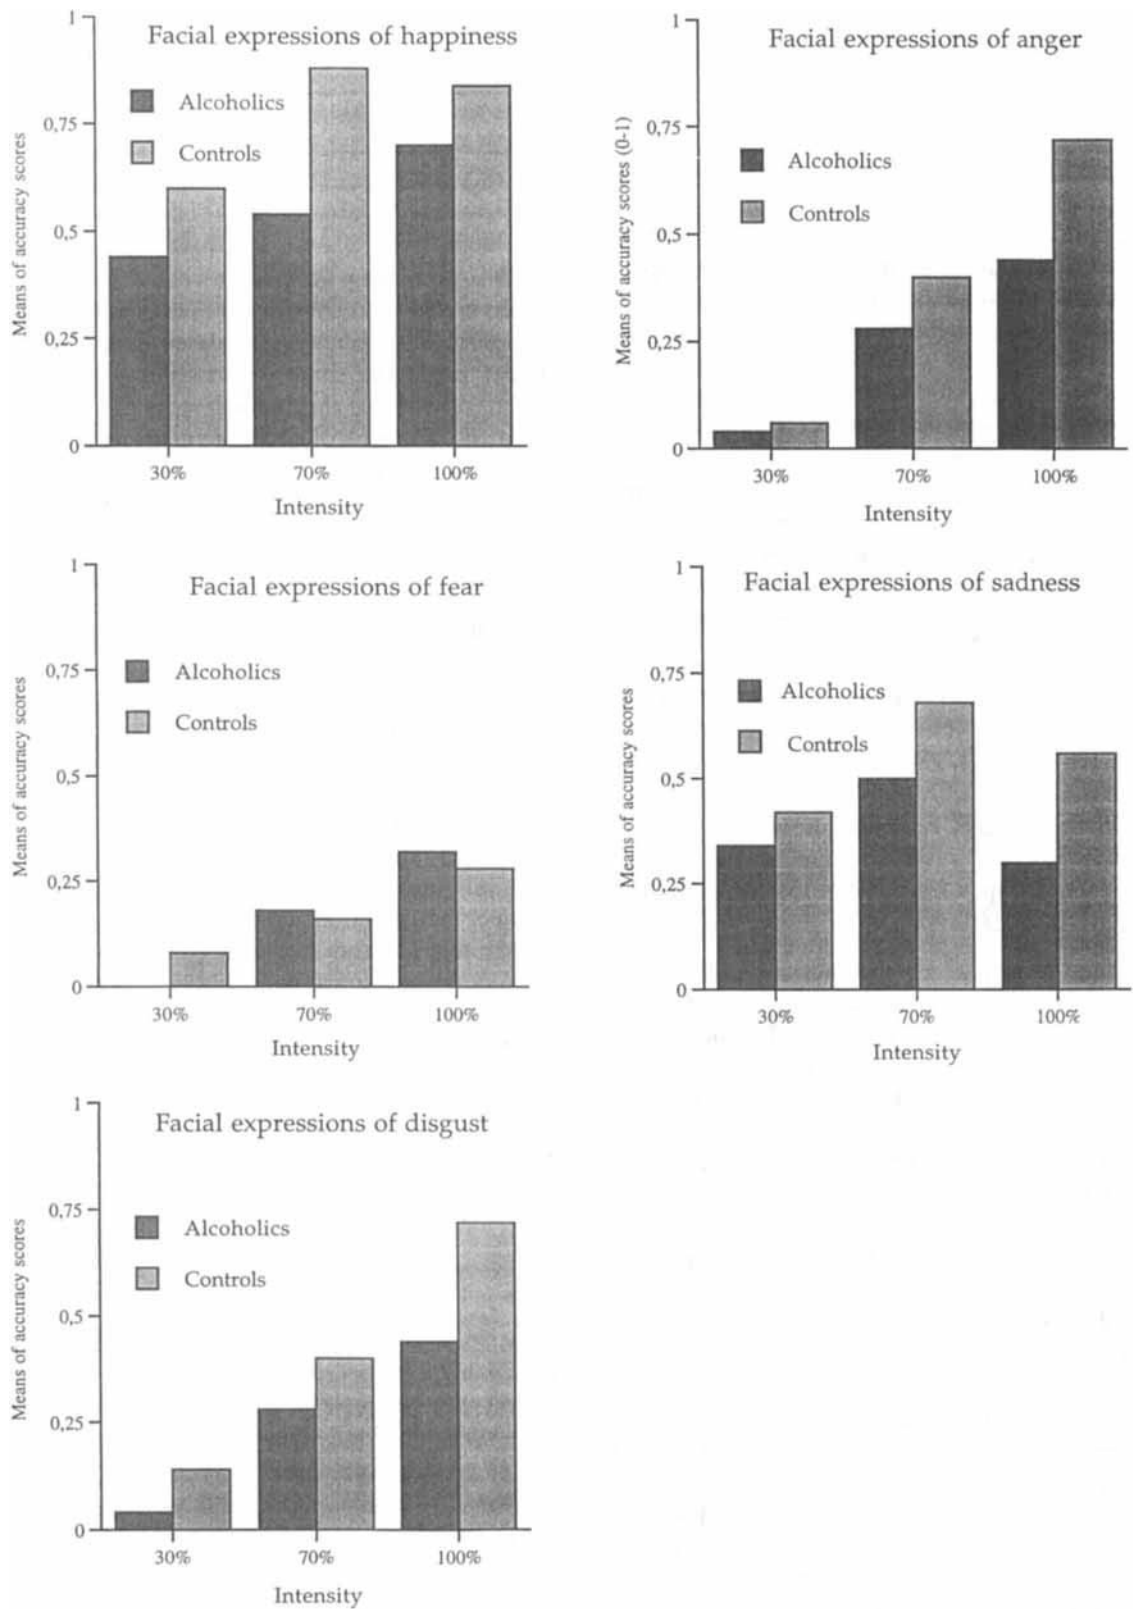 Facial expressions of happiness
Alcoholics
Controls
Means of accuracy scores
1
0,75
0,5
0,25
0
30%
70%
100%
Intensity
Facial expressions of anger
Alcoholics
Controls
Means of accuracy scores (0-1)
1
0,75
0,5
0,25
0
30%
70%
100%
Intensity
Facial expressions of fear
Alcoholics
Controls
Means of accuracy scores
1
0,75
0,5
0,25
0
30%
70%
100%
Intensity
Facial expressions of sadness
Alcoholics
Controls
Means of accuracy scores
1
0,75
0,5
0,25
0
30%
70%
100%
Intensity
Facial expressions of disgust
Alcoholics
Controls
Means of accuracy scores
1
0,75
0,5
0,25
0
30%
70%
100%
Intensity